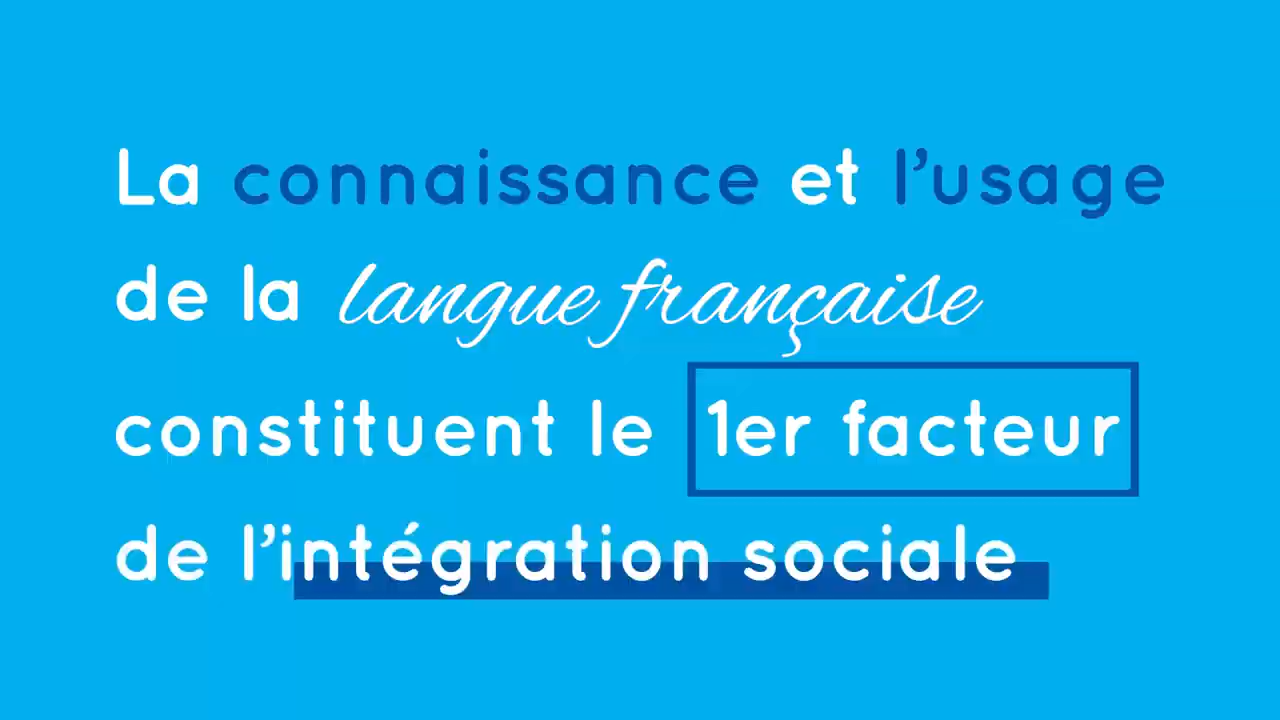 La connaissance et l’usage
de la langue française
constituent le 1er facteur
de l’intégration sociale